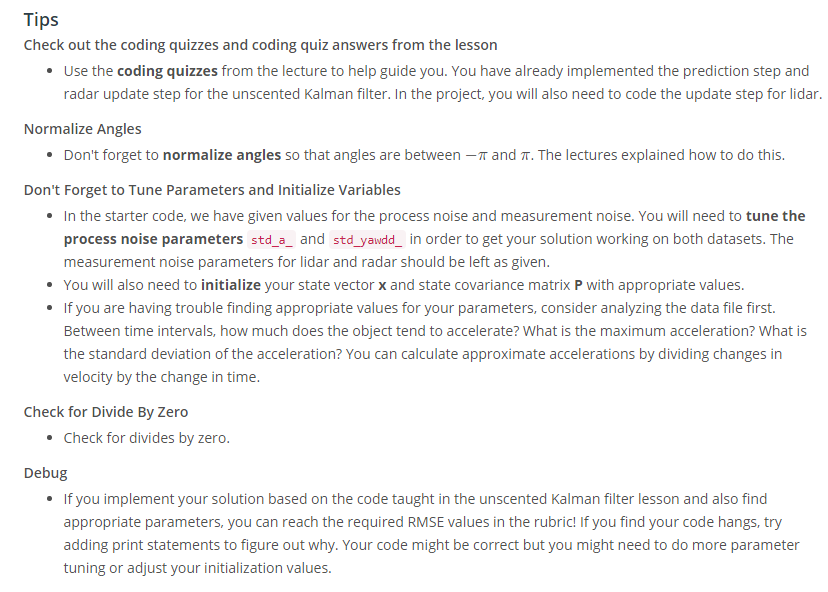 Tips
Check out the coding quizzes and coding quiz answers from the lesson
• Use the coding quizzes from the lecture to help guide you. You have already implemented the prediction step and
radar update step for the unscented Kalman filter. In the project, you will also need to code the update step for lidar.
Normalize Angles
• Don't forget to normalize angles so that angles are between −π and π. The lectures explained how to do this.
Don't Forget to Tune Parameters and Initialize Variables
• In the starter code, we have given values for the process noise and measurement noise. You will need to tune the
process noise parameters std_a_ and std_yawdd_ in order to get your solution working on both datasets. The
measurement noise parameters for lidar and radar should be left as given.
• You will also need to initialize your state vector x and state covariance matrix P with appropriate values.
• If you are having trouble finding appropriate values for your parameters, consider analyzing the data file first.
Between time intervals, how much does the object tend to accelerate? What is the maximum acceleration? What is
the standard deviation of the acceleration? You can calculate approximate accelerations by dividing changes in
velocity by the change in time.
Check for Divide By Zero
• Check for divides by zero.
Debug
• If you implement your solution based on the code taught in the unscented Kalman filter lesson and also find
appropriate parameters, you can reach the required RMSE values in the rubric! If you find your code hangs, try
adding print statements to figure out why. Your code might be correct but you might need to do more parameter
tuning or adjust your initialization values.